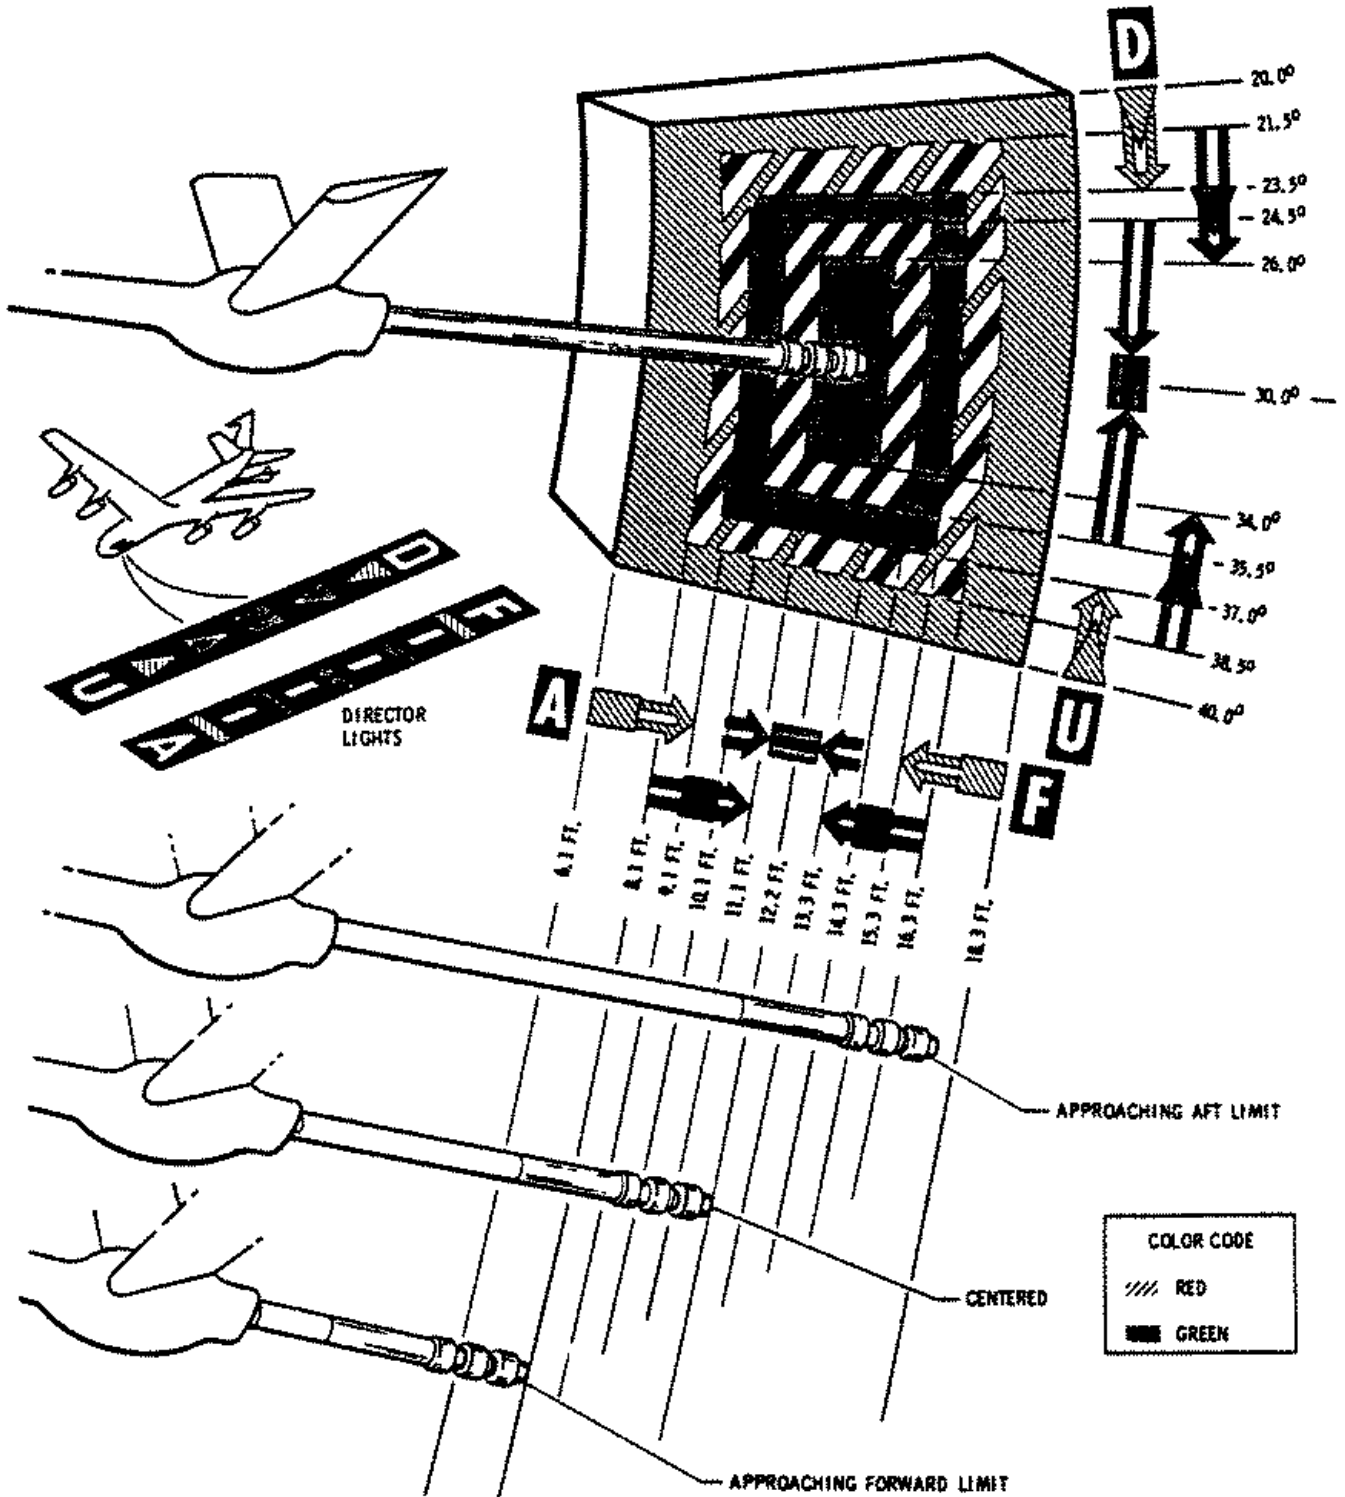 D
20.0°
21.5°
23.5°
24.5°
26.0°
30.0°
34.0°
35.5°
37.0°
38.5°
40.0°
D
U
F
A
DIRECTOR
LIGHTS
A
U
F
6.1 FT.
8.1 FT.
9.1 FT.
10.1 FT.
11.1 FT.
12.2 FT.
13.3 FT.
14.3 FT.
15.3 FT.
16.3 FT.
18.3 FT.
APPROACHING AFT LIMIT
COLOR CODE
RED
GREEN
CENTERED
APPROACHING FORWARD LIMIT